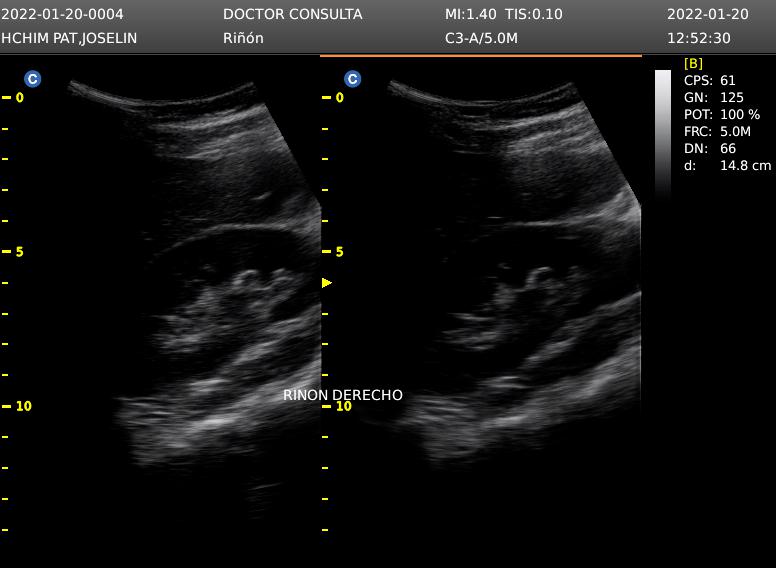 2022-01-20-0004 DOCTOR CONSULTA MI:1.40 TIS:0.10 2022-01-20
HCHIM PAT,JOSELIN Riñón C3-A/5.0M 12:52:30
[B]
CPS: 61
GN: 125
POT: 100 %
FRC: 5.0M
DN: 66
d: 14.8 cm
C C
0 0
5 5
10 10
RINON DERECHO